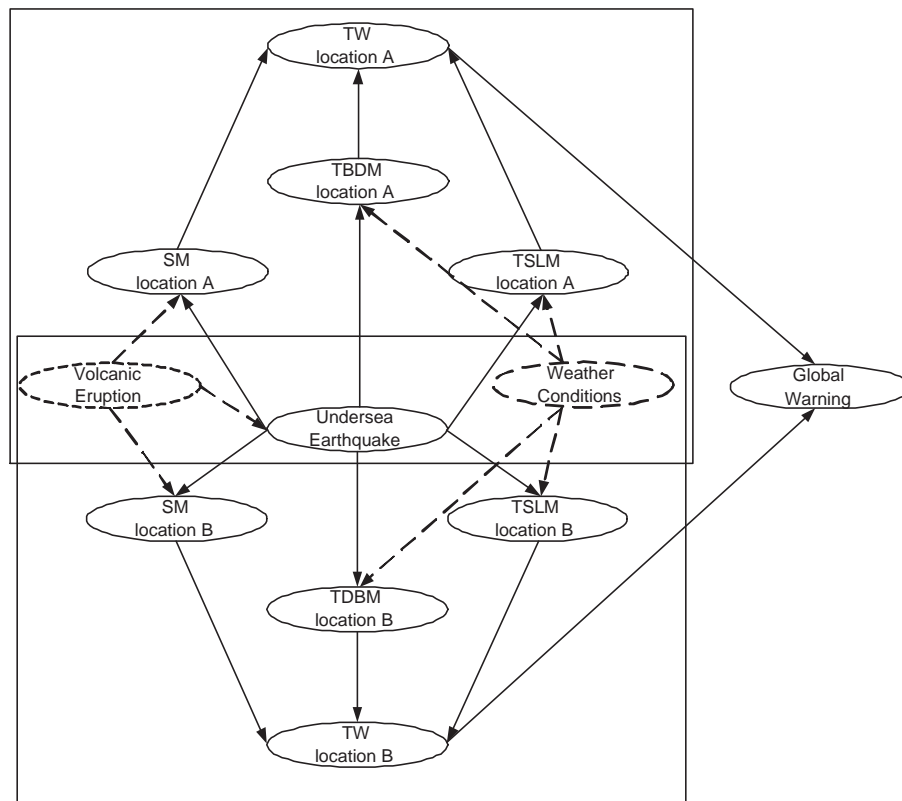 TW
location A
TBDM
location A
SM
location A
TSLM
location A
Volcanic
Eruption
Weather
Conditions
Global
Warning
Undersea
Earthquake
SM
location B
TSLM
location B
TDBM
location B
TW
location B